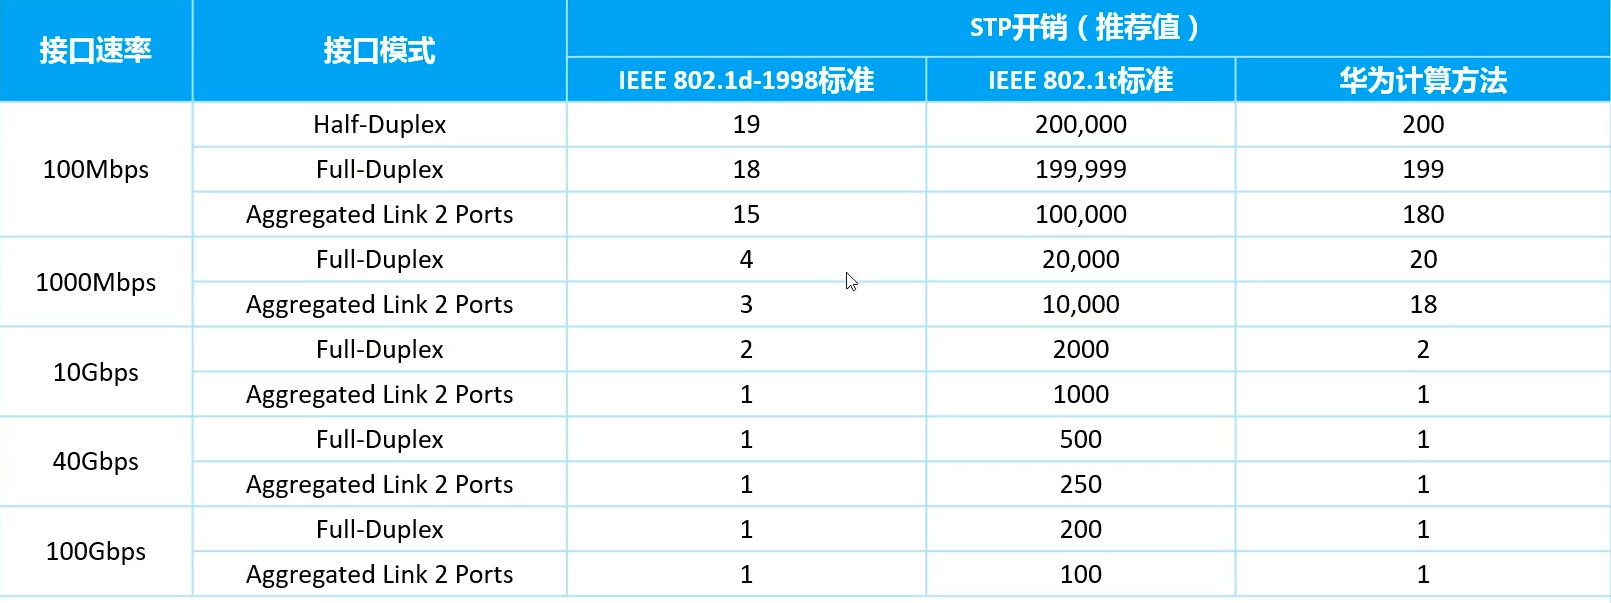 接口速率 接口模式 STP开销（推荐值）
IEEE 802.1d-1998标准 IEEE 802.1t标准 华为计算方法
100Mbps Half-Duplex 19 200,000 200
Full-Duplex 18 199,999 199
Aggregated Link 2 Ports 15 100,000 180
1000Mbps Full-Duplex 4 20,000 20
Aggregated Link 2 Ports 3 10,000 18
10Gbps Full-Duplex 2 2000 2
Aggregated Link 2 Ports 1 1000 1
40Gbps Full-Duplex 1 500 1
Aggregated Link 2 Ports 1 250 1
100Gbps Full-Duplex 1 200 1
Aggregated Link 2 Ports 1 100 1